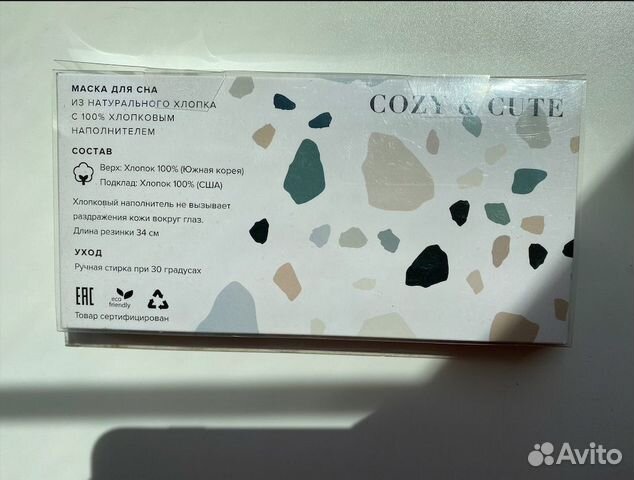 МАСКА ДЛЯ СНА
ИЗ НАТУРАЛЬНОГО ХЛОПКА
С 100% ХЛОПКОВЫМ
НАПОЛНИТЕЛЕМ
COZY & CUTE
СОСТАВ
Верх: Хлопок 100% (Южная корея)
Подклад: Хлопок 100% (США)
Хлопковый наполнитель не вызывает
раздражения кожи вокруг глаз.
Длина резинки 34 см
УХОД
Ручная стирка при 30 градусах
EAC
eco
friendly
Товар сертифицирован
Avito